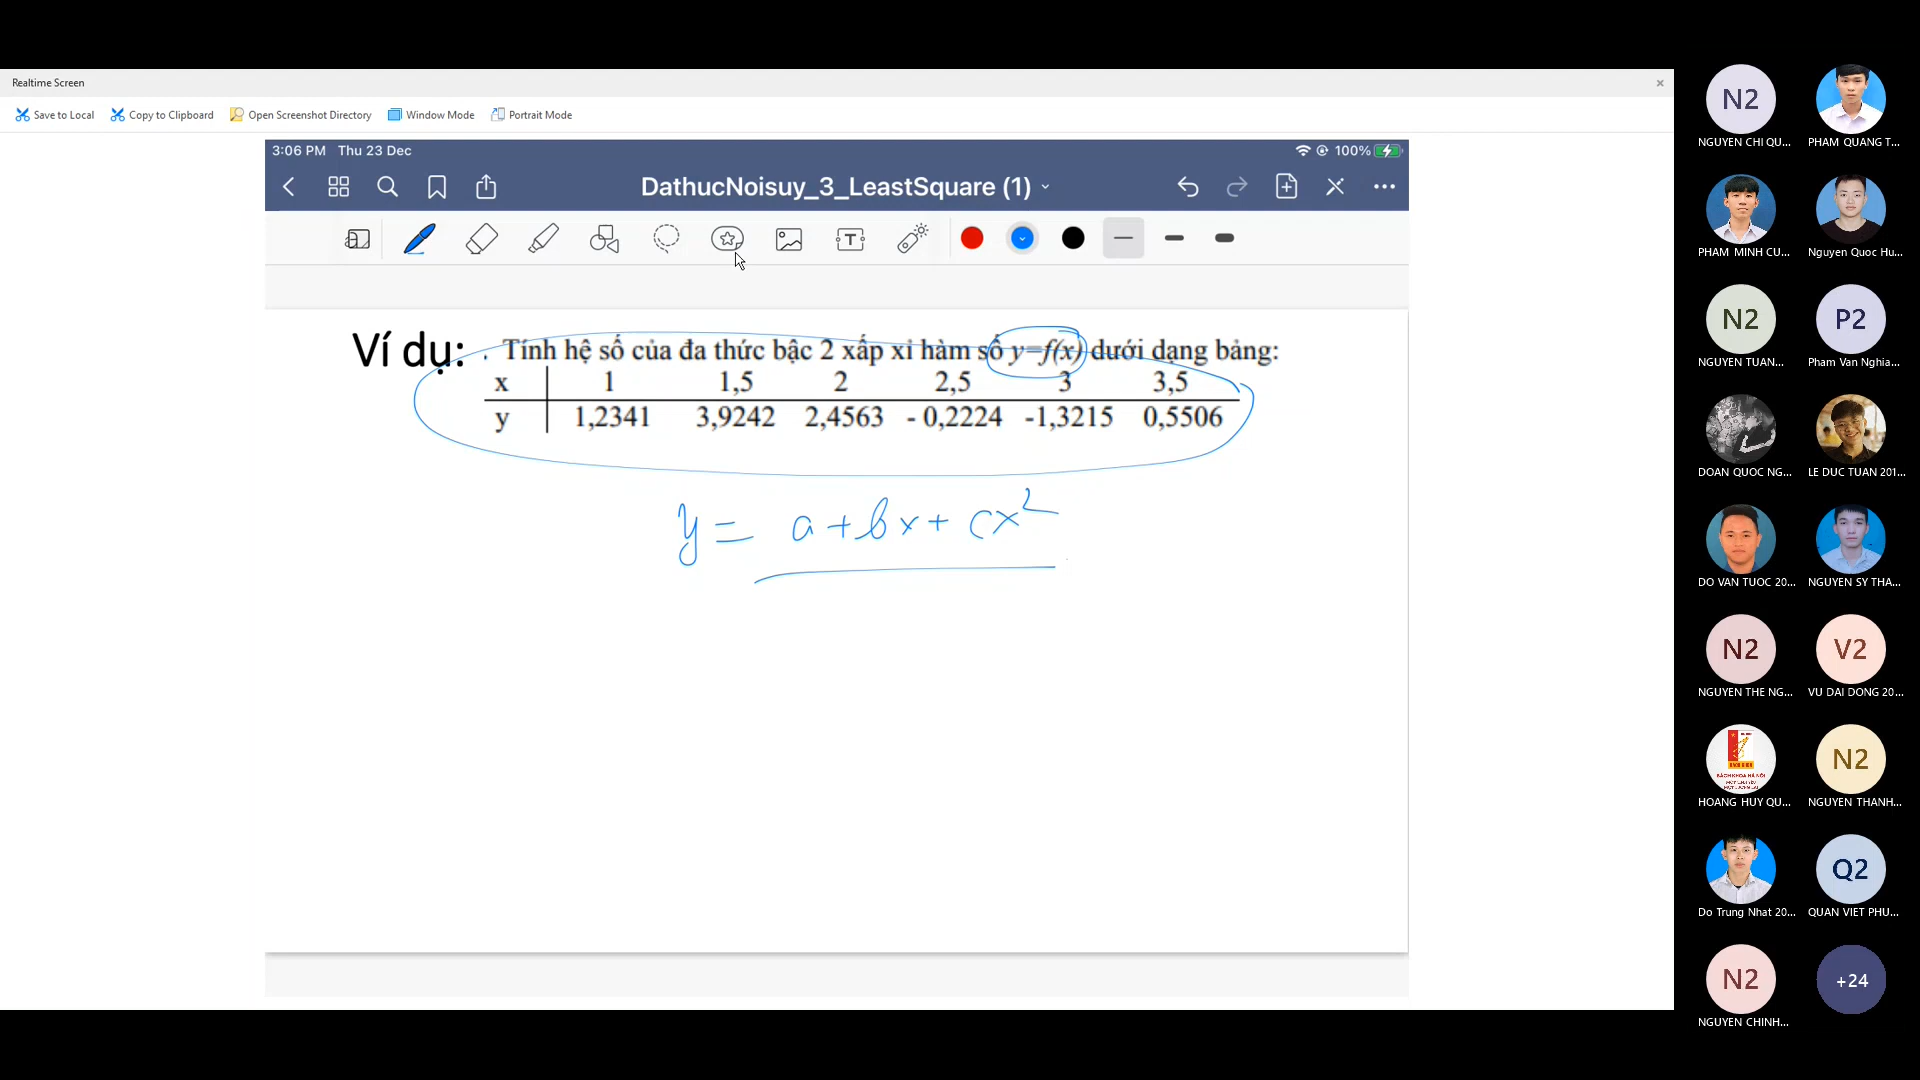 Realtime Screen
Save to Local Copy to Clipboard Open Screenshot Directory Window Mode Portrait Mode
3:06 PM Thu 23 Dec 100%
DathucNoisuy_3_LeastSquare (1)
Ví dụ: . Tính hệ số của đa thức bậc 2 xấp xỉ hàm số y=f(x) dưới dạng bảng:
x 1 1,5 2 2,5 3 3,5
y 1,2341 3,9242 2,4563 - 0,2224 -1,3215 0,5506
y = a + bx + cx²
N2
NGUYEN CHI QU... PHAM QUANG T...
PHAM MINH CU... Nguyen Quoc Hu...
N2 P2
NGUYEN TUAN... Pham Van Nghia...
DOAN QUOC NG... LE DUC TUAN 201...
DO VAN TUOC 20... NGUYEN SY THA...
N2 V2
NGUYEN THE NG... VU DAI DONG 20...
N2
HOANG HUY QU... NGUYEN THANH...
Q2
Do Trung Nhat 20... QUAN VIET PHU...
N2 +24
NGUYEN CHINH...